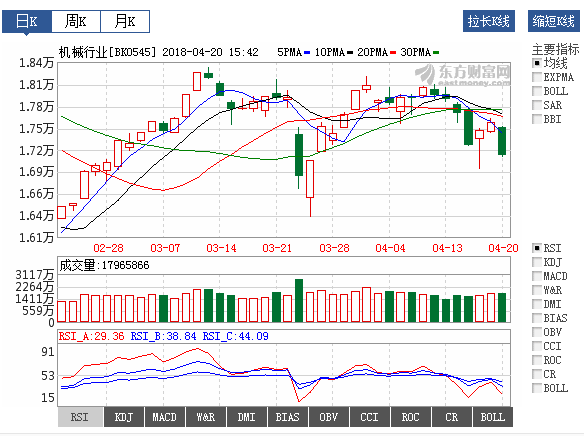 日K 周K 月K 拉长K线 缩短K线
机械行业[BK0545] 2018-04-20 15:42 5PMA 10PMA 20PMA 30PMA
东方财富网
主要指标
均线
EXPMA
BOLL
SAR
BBI
1.84万
1.81万
1.78万
1.75万
1.72万
1.69万
1.66万
1.64万
1.61万
02-28 03-07 03-14 03-21 03-28 04-04 04-13 04-20
成交量:17965866
3117万
2264万
1411万
559万
0
RSI_A:29.36 RSI_B:38.84 RSI_C:44.09
91
53
15
RSI
KDJ
MACD
W&R
DMI
BIAS
OBV
CCI
ROC
CR
BOLL
RSI KDJ MACD W&R DMI BIAS OBV CCI ROC CR BOLL